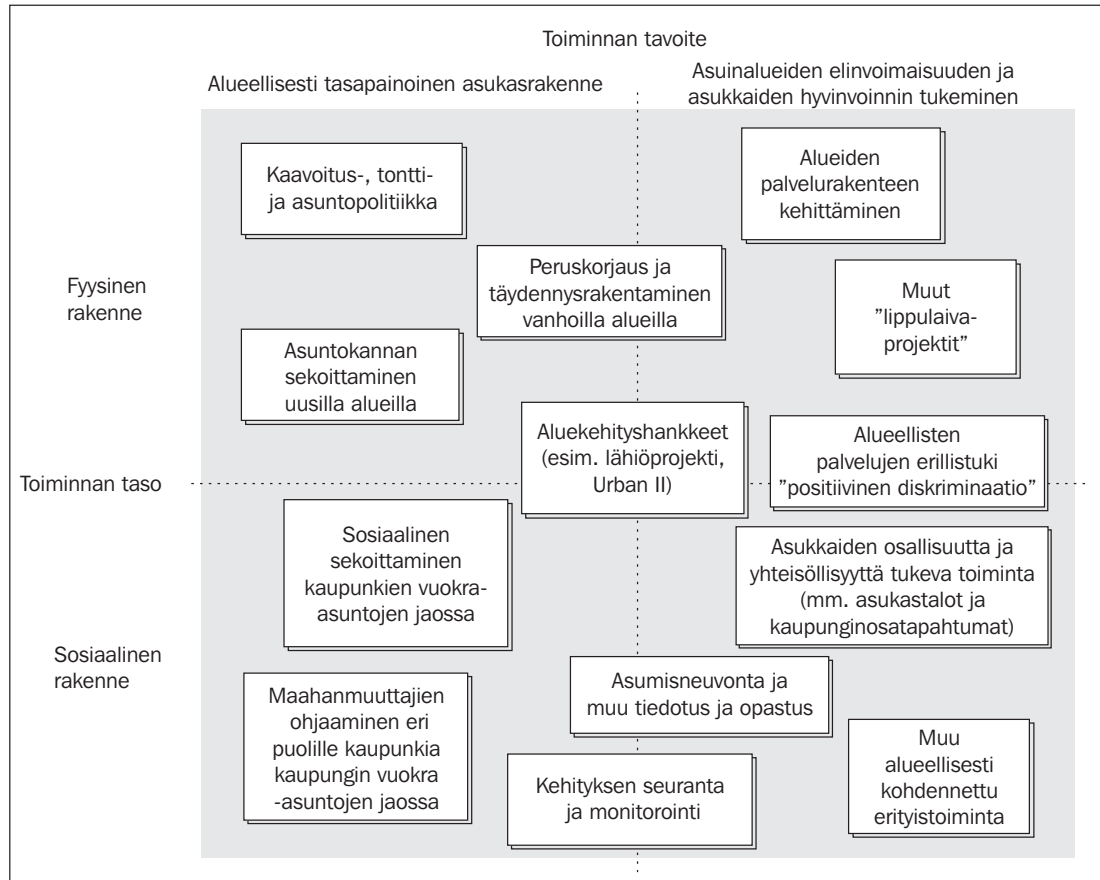 Toiminnan tavoite
Alueellisesti tasapainoinen asukasrakenne
Asuinalueiden elinvoimaisuuden ja
asukkaiden hyvinvoinnin tukeminen
Kaavoitus-, tontti-
ja asuntopolitiikka
Alueiden
palvelurakenteen
kehittäminen
Fyysinen
rakenne
Peruskorjaus ja
täydennysrakentaminen
vanhoilla alueilla
Muut
”lippulaiva-
projektit”
Asuntokannan
sekoittaminen
uusilla alueilla
Aluekehityshankkeet
(esim. lähiöprojekti,
Urban II)
Alueellisten
palvelujen erillistuki
”positiivinen diskriminaatio”
Toiminnan taso
Sosiaalinen
sekoittaminen
kaupunkien vuokra-
asuntojen jaossa
Asukkaiden osallisuutta ja
yhteisöllisyyttä tukeva toiminta
(mm. asukastalot ja
kaupunginosatapahtumat)
Sosiaalinen
rakenne
Maahanmuuttajien
ohjaaminen eri
puolille kaupunkia
kaupungin vuokra
-asuntojen jaossa
Asumisneuvonta ja
muu tiedotus ja opastus
Kehityksen seuranta
ja monitorointi
Muu
alueellisesti
kohdennettu
erityistoiminta